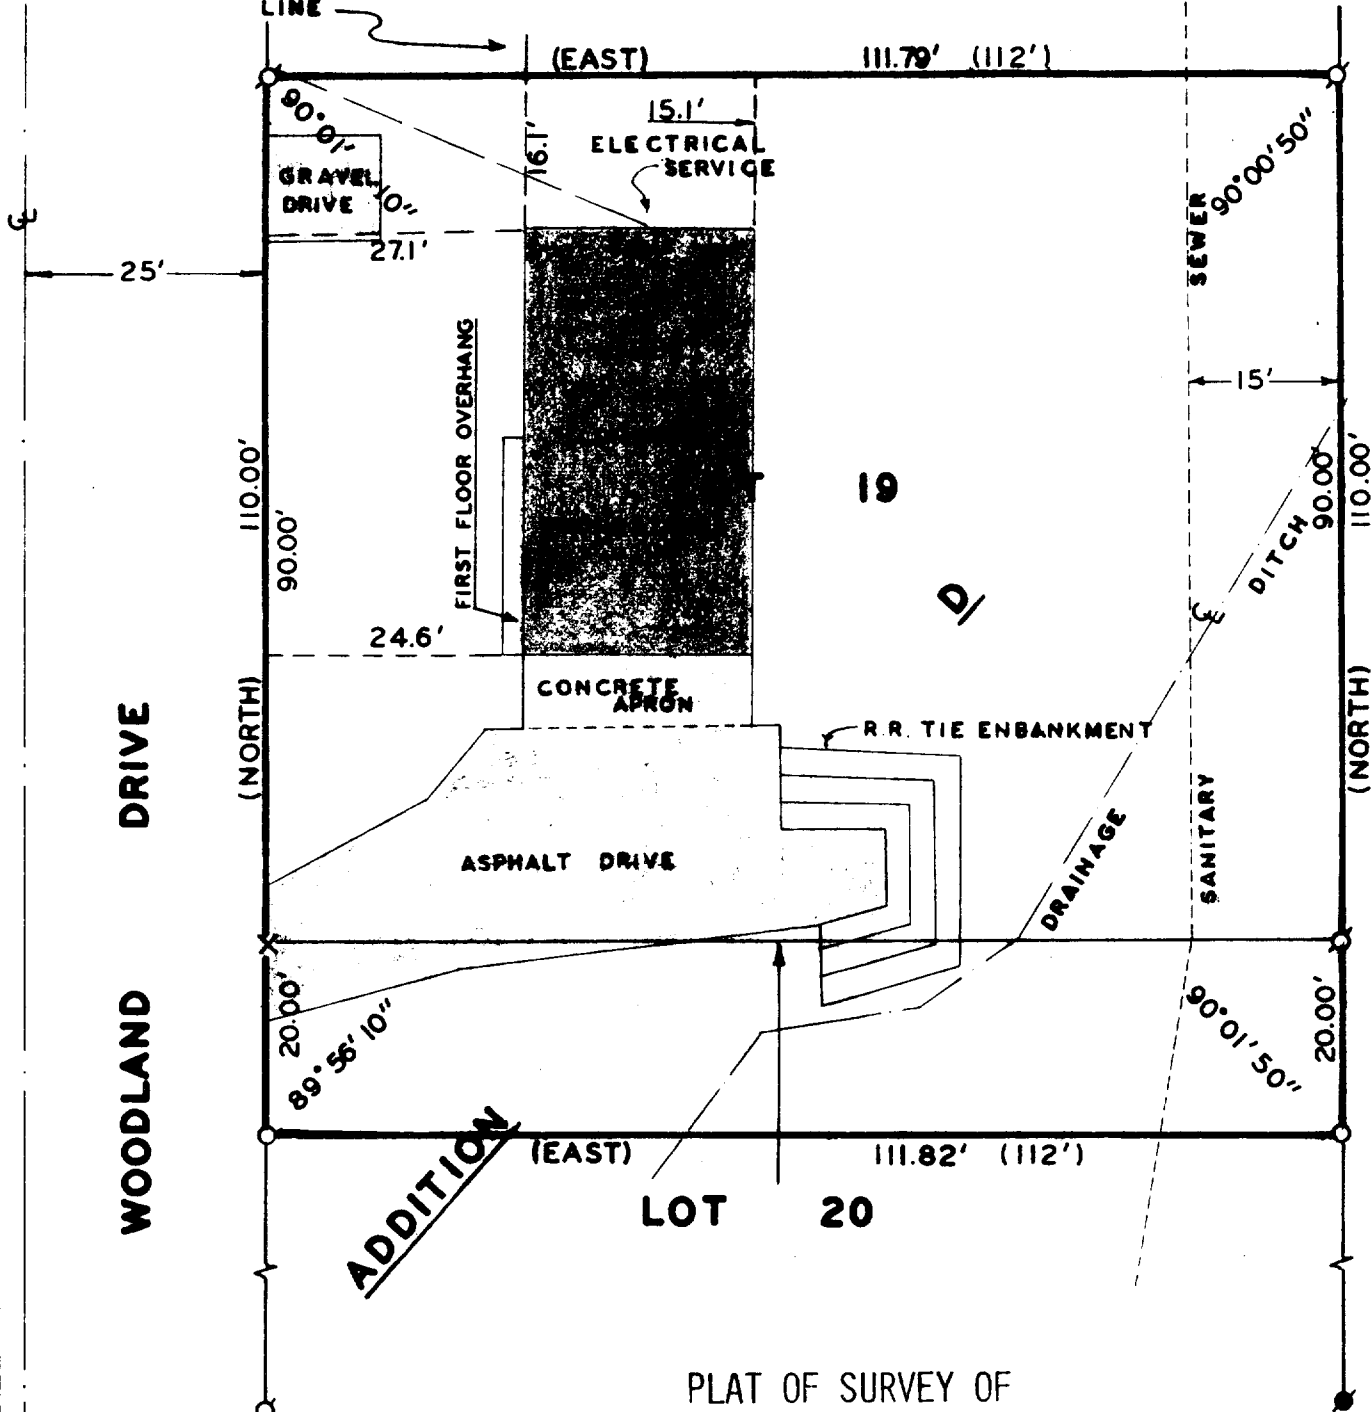 LINE
(EAST) 111.79' (112')
90°01'10"
15.1'
16.1'
ELECTRICAL
SERVICE
90°00'50"
GRAVEL
DRIVE
27.1'
25'
SEWER
15'
FIRST FLOOR OVERHANG
110.00'
90.00'
19
90.00'
110.00'
DITCH
D
24.6'
CONCRETE
APRON
(NORTH)
(NORTH)
R.R. TIE ENBANKMENT
WOODLAND DRIVE
ASPHALT DRIVE
DRAINAGE
SANITARY
20.00'
89°56'10"
90°01'50"
20.00'
ADDITION
(EAST) 111.82' (112')
LOT 20
PLAT OF SURVEY OF